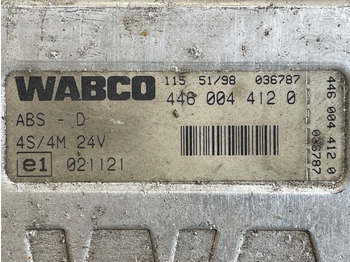 WABCO 115 51/98 036787
446 004 412 0
ABS - D
4S/4M 24V
e1 021121
446 004 412 0
036787